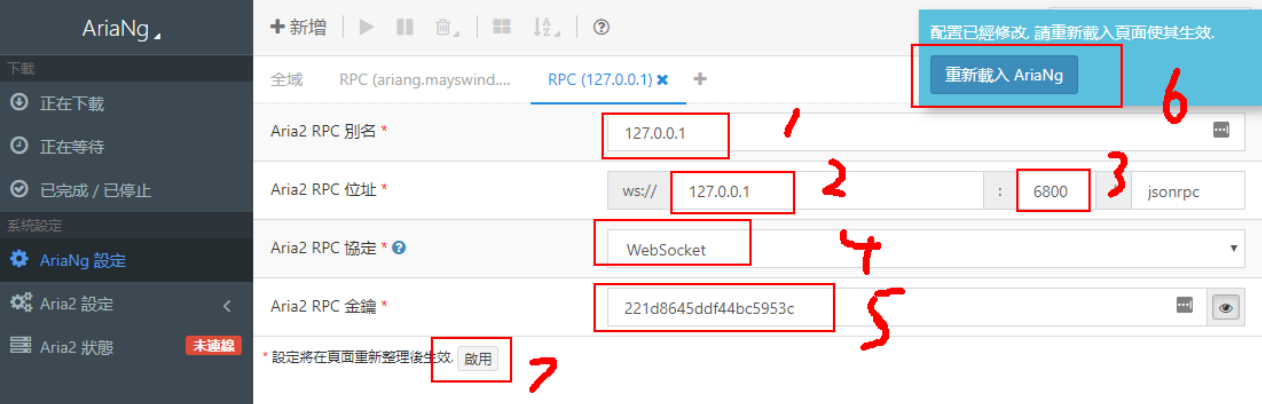 AriaNg
新增
下載
正在下載
正在等待
已完成 / 已停止
系統設定
AriaNg 設定
Aria2 設定
Aria2 狀態 未連線
全域 RPC (ariang.mayswind.... RPC (127.0.0.1)
配置已經修改, 請重新載入頁面使其生效.
重新載入 AriaNg 6
Aria2 RPC 別名 * 127.0.0.1 1
Aria2 RPC 位址 * ws:// 127.0.0.1 2 : 6800 3 jsonrpc
Aria2 RPC 協定 * WebSocket 4
Aria2 RPC 金鑰 * 221d8645ddf44bc5953c 5
* 設定將在頁面重新整理後生效. 啟用 7